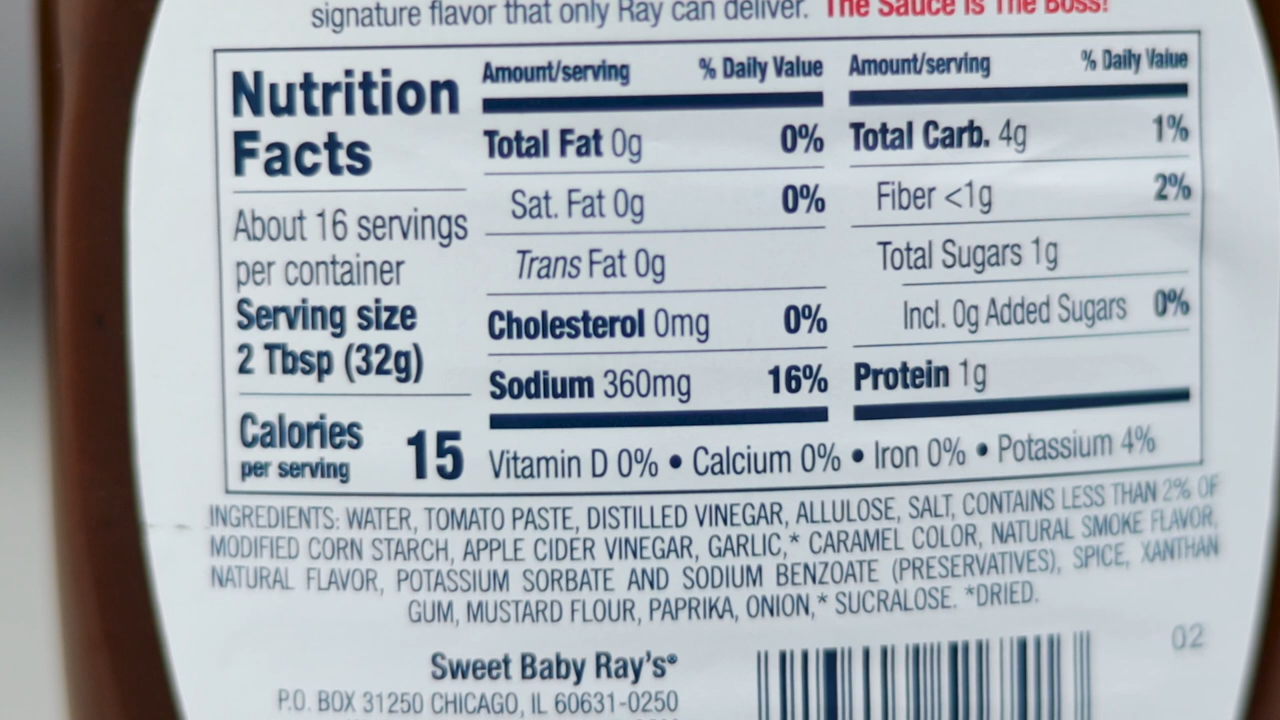 signature flavor that only Ray can deliver. The Sauce is The Boss!
Nutrition
Facts
About 16 servings
per container
Serving size
2 Tbsp (32g)
Calories
per serving 15
Amount/serving % Daily Value
Total Fat 0g 0%
Sat. Fat 0g 0%
Trans Fat 0g
Cholesterol 0mg 0%
Sodium 360mg 16%
Amount/serving % Daily Value
Total Carb. 4g 1%
Fiber <1g 2%
Total Sugars 1g
Incl. 0g Added Sugars 0%
Protein 1g
Vitamin D 0% • Calcium 0% • Iron 0% • Potassium 4%
INGREDIENTS: WATER, TOMATO PASTE, DISTILLED VINEGAR, ALLULOSE, SALT, CONTAINS LESS THAN 2% OF
MODIFIED CORN STARCH, APPLE CIDER VINEGAR, GARLIC,* CARAMEL COLOR, NATURAL SMOKE FLAVOR,
NATURAL FLAVOR, POTASSIUM SORBATE AND SODIUM BENZOATE (PRESERVATIVES), SPICE, XANTHAN
GUM, MUSTARD FLOUR, PAPRIKA, ONION,* SUCRALOSE. *DRIED.
02
Sweet Baby Ray's®
P.O. BOX 31250 CHICAGO, IL 60631-0250